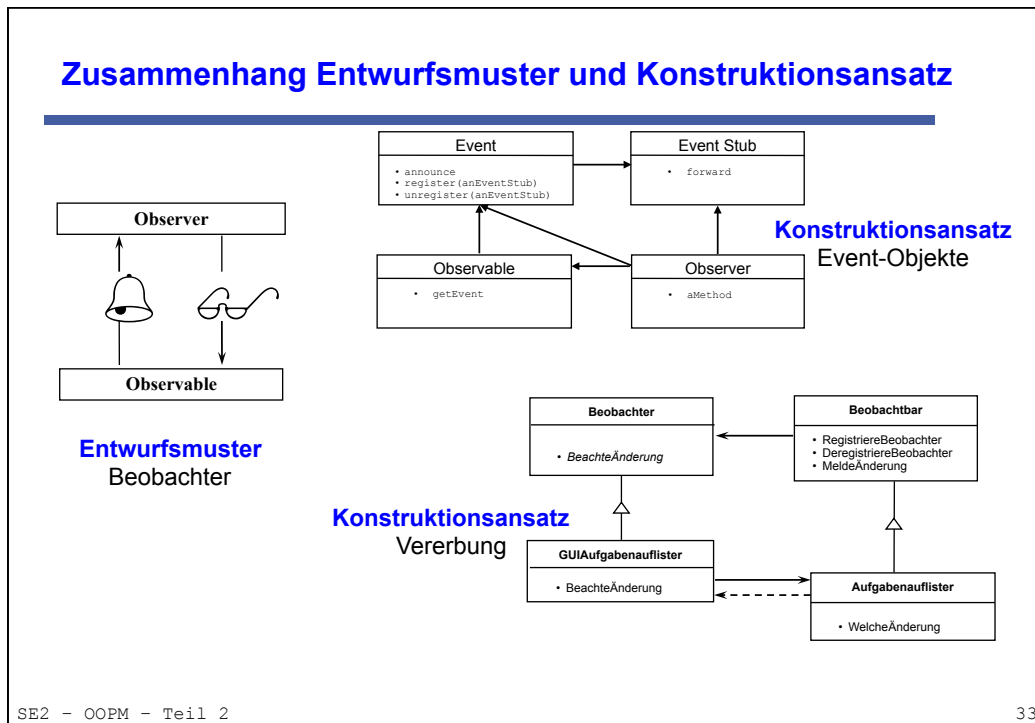 Zusammenhang Entwurfsmuster und Konstruktionsansatz
Event
• announce
• register(anEventStub)
• unregister(anEventStub)
Event Stub
• forward
Observable
• getEvent
Observer
• aMethod
Konstruktionsansatz
Event-Objekte
Observer
Observable
Entwurfsmuster
Beobachter
Beobachter
• BeachteÄnderung
Beobachtbar
• RegistriereBeobachter
• DeregistriereBeobachter
• MeldeÄnderung
Konstruktionsansatz
Vererbung
GUIAufgabenauflister
• BeachteÄnderung
Aufgabenauflister
• WelcheÄnderung
SE2 – OOPM – Teil 2
33